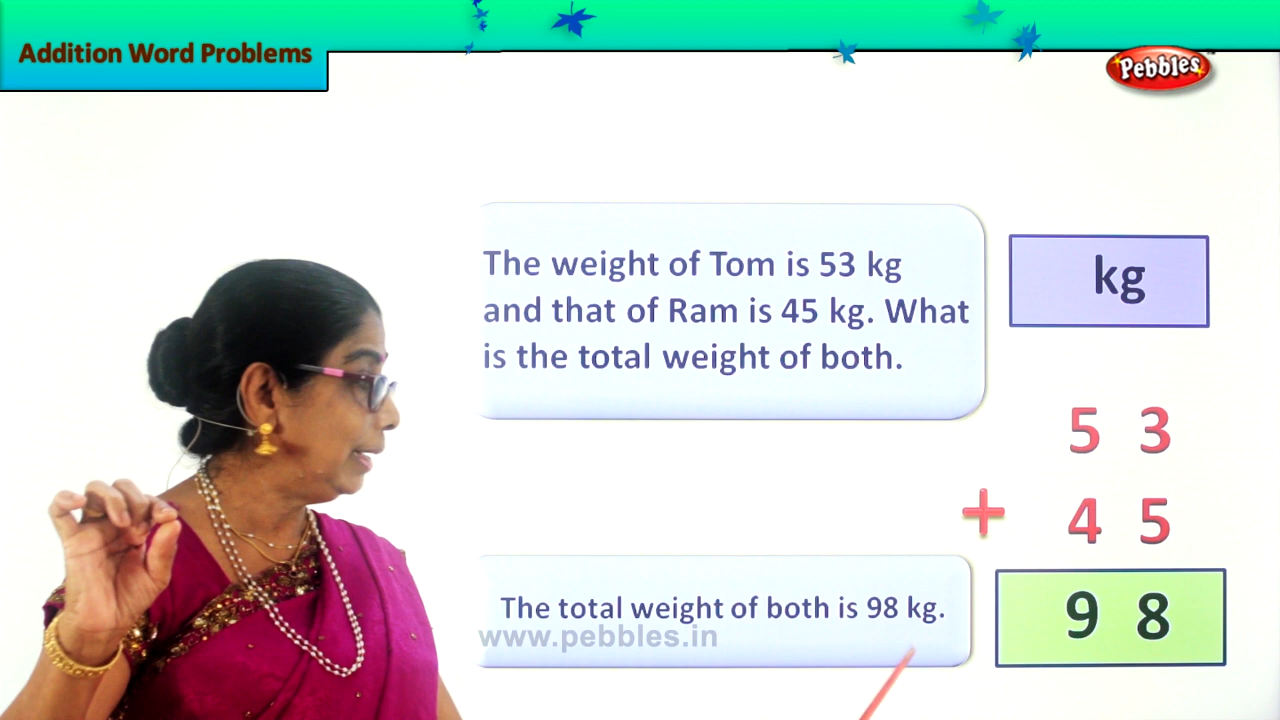 Addition Word Problems
Pebbles
The weight of Tom is 53 kg
and that of Ram is 45 kg. What
is the total weight of both.
kg
5 3
+ 4 5
9 8
The total weight of both is 98 kg.
www.pebbles.in